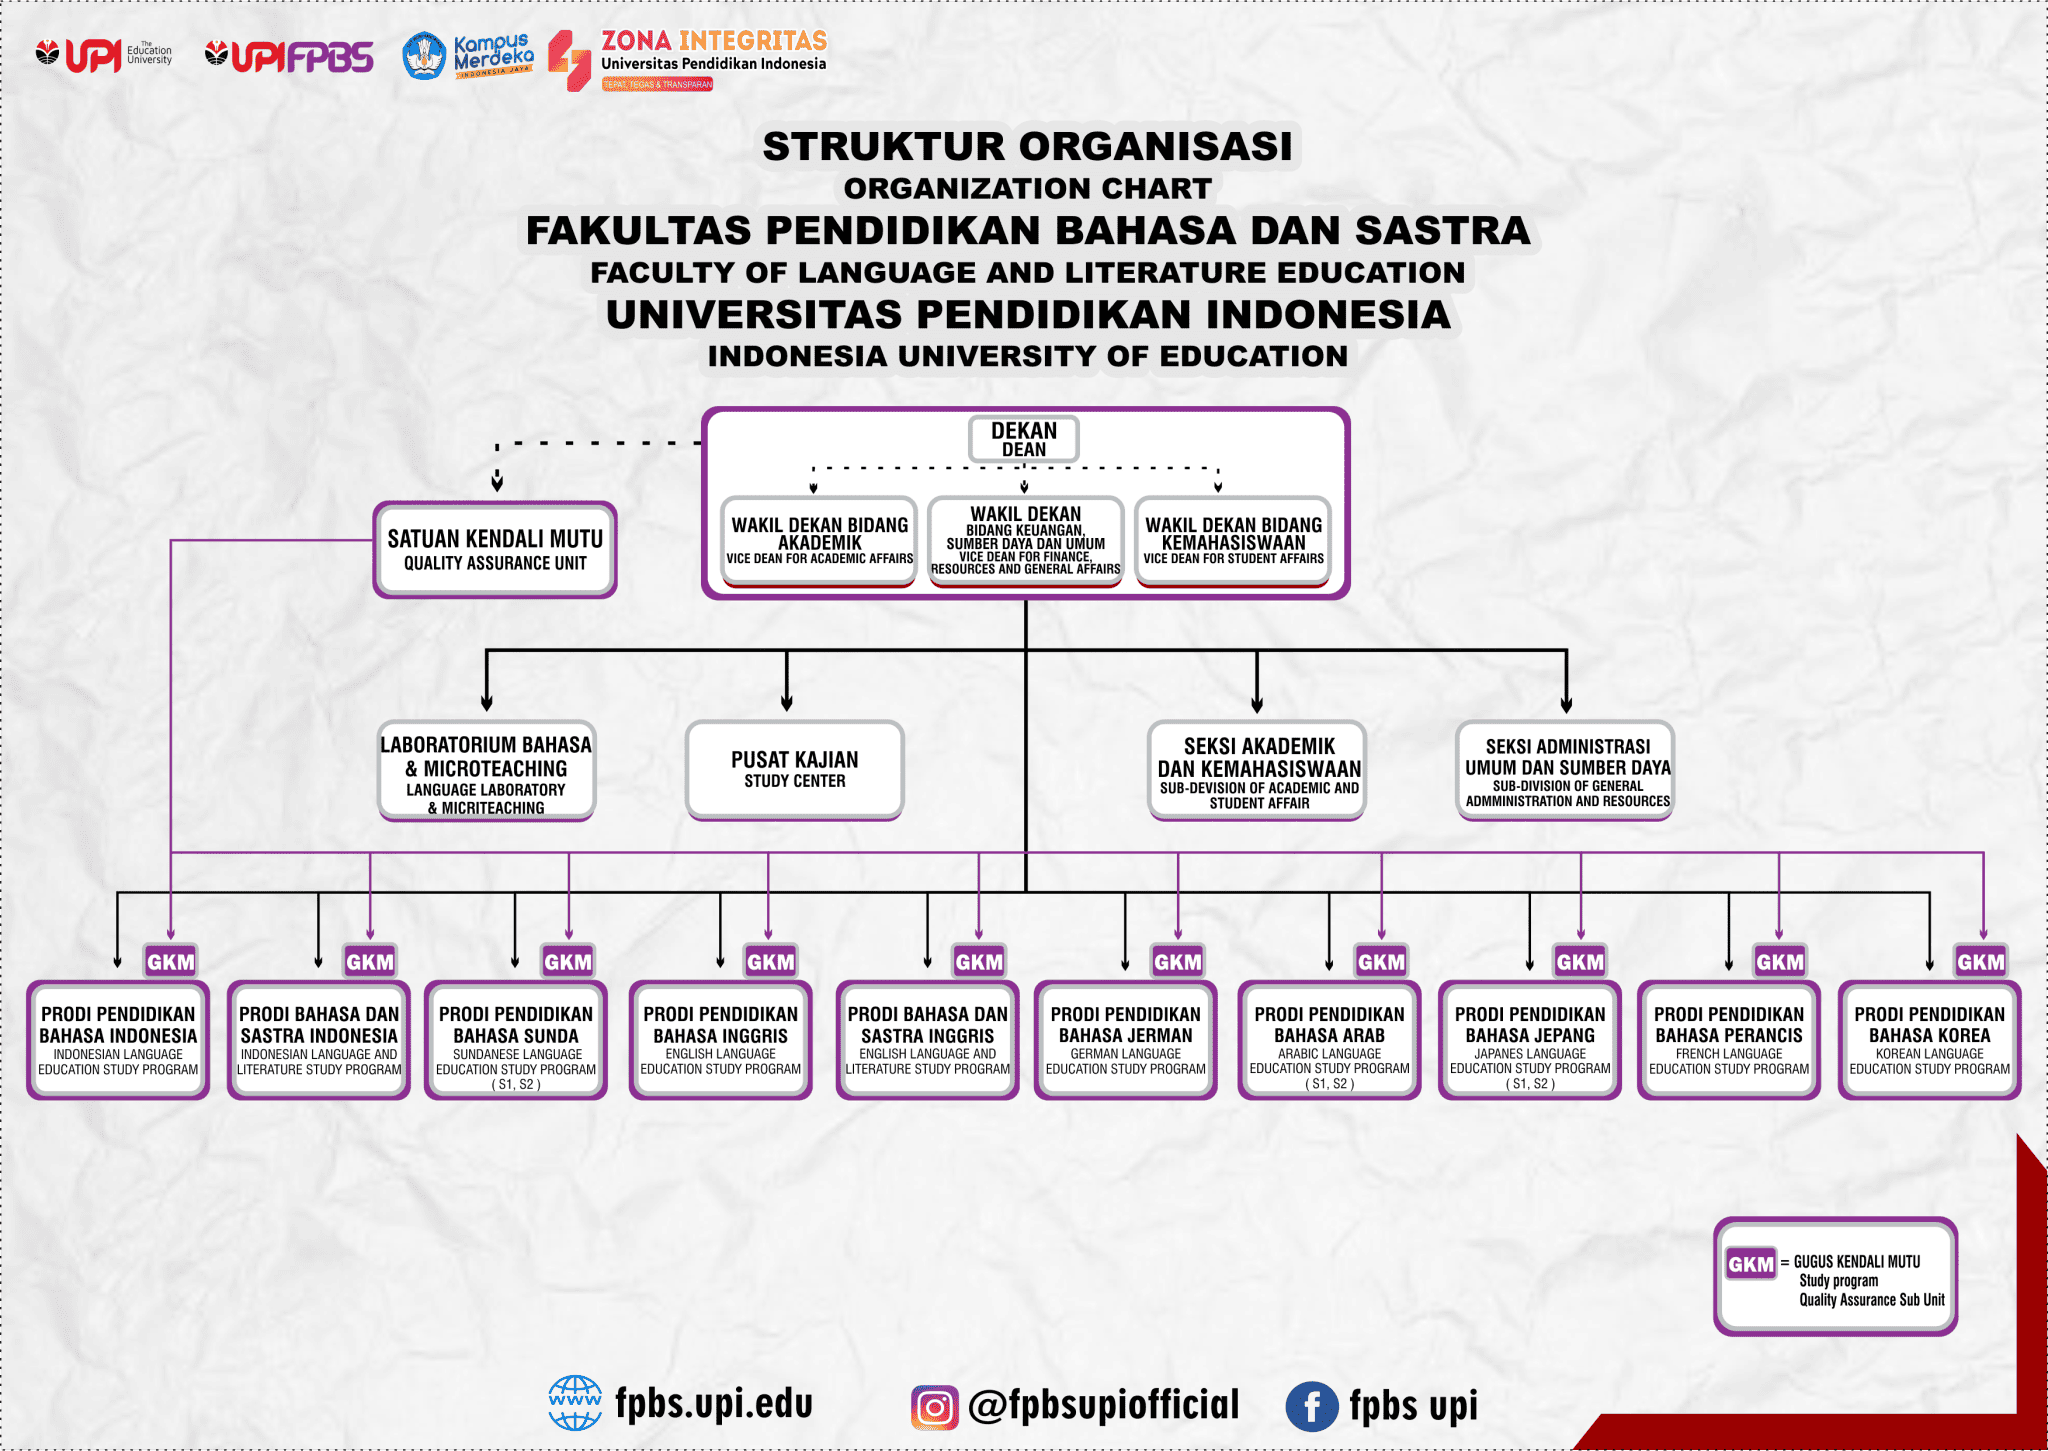 UPI The Education University
UPI FPBS
Kampus Merdeka
INDONESIA JAYA
ZONA INTEGRITAS
Universitas Pendidikan Indonesia
& TRANSPARAN
STRUKTUR ORGANISASI
ORGANIZATION CHART
FAKULTAS PENDIDIKAN BAHASA DAN SASTRA
FACULTY OF LANGUAGE AND LITERATURE EDUCATION
UNIVERSITAS PENDIDIKAN INDONESIA
INDONESIA UNIVERSITY OF EDUCATION
DEKAN
DEAN
SATUAN KENDALI MUTU
QUALITY ASSURANCE UNIT
WAKIL DEKAN BIDANG
AKADEMIK
VICE DEAN FOR ACADEMIC AFFAIRS
WAKIL DEKAN
BIDANG KEUANGAN,
SUMBER DAYA DAN UMUM
VICE DEAN FOR FINANCE,
RESOURCES AND GENERAL AFFAIRS
WAKIL DEKAN BIDANG
KEMAHASISWAAN
VICE DEAN FOR STUDENT AFFAIRS
LABORATORIUM BAHASA
& MICROTEACHING
LANGUAGE LABORATORY
& MICRITEACHING
PUSAT KAJIAN
STUDY CENTER
SEKSI AKADEMIK
DAN KEMAHASISWAAN
SUB-DEVISION OF ACADEMIC AND
STUDENT AFFAIR
SEKSI ADMINISTRASI
UMUM DAN SUMBER DAYA
SUB-DIVISION OF GENERAL
ADMMINISTRATION AND RESOURCES
GKM
PRODI PENDIDIKAN
BAHASA INDONESIA
INDONESIAN LANGUAGE
EDUCATION STUDY PROGRAM
GKM
PRODI BAHASA DAN
SASTRA INDONESIA
INDONESIAN LANGUAGE AND
LITERATURE STUDY PROGRAM
GKM
PRODI PENDIDIKAN
BAHASA SUNDA
SUNDANESE LANGUAGE
EDUCATION STUDY PROGRAM
( S1, S2 )
GKM
PRODI PENDIDIKAN
BAHASA INGGRIS
ENGLISH LANGUAGE
EDUCATION STUDY PROGRAM
GKM
PRODI BAHASA DAN
SASTRA INGGRIS
ENGLISH LANGUAGE AND
LITERATURE STUDY PROGRAM
GKM
PRODI PENDIDIKAN
BAHASA JERMAN
GERMAN LANGUAGE
EDUCATION STUDY PROGRAM
GKM
PRODI PENDIDIKAN
BAHASA ARAB
ARABIC LANGUAGE
EDUCATION STUDY PROGRAM
( S1, S2 )
GKM
PRODI PENDIDIKAN
BAHASA JEPANG
JAPANES LANGUAGE
EDUCATION STUDY PROGRAM
( S1, S2 )
GKM
PRODI PENDIDIKAN
BAHASA PERANCIS
FRENCH LANGUAGE
EDUCATION STUDY PROGRAM
GKM
PRODI PENDIDIKAN
BAHASA KOREA
KOREAN LANGUAGE
EDUCATION STUDY PROGRAM
GKM = GUGUS KENDALI MUTU
Study program
Quality Assurance Sub Unit
www fpbs.upi.edu
@fpbsupiofficial
f fpbs upi